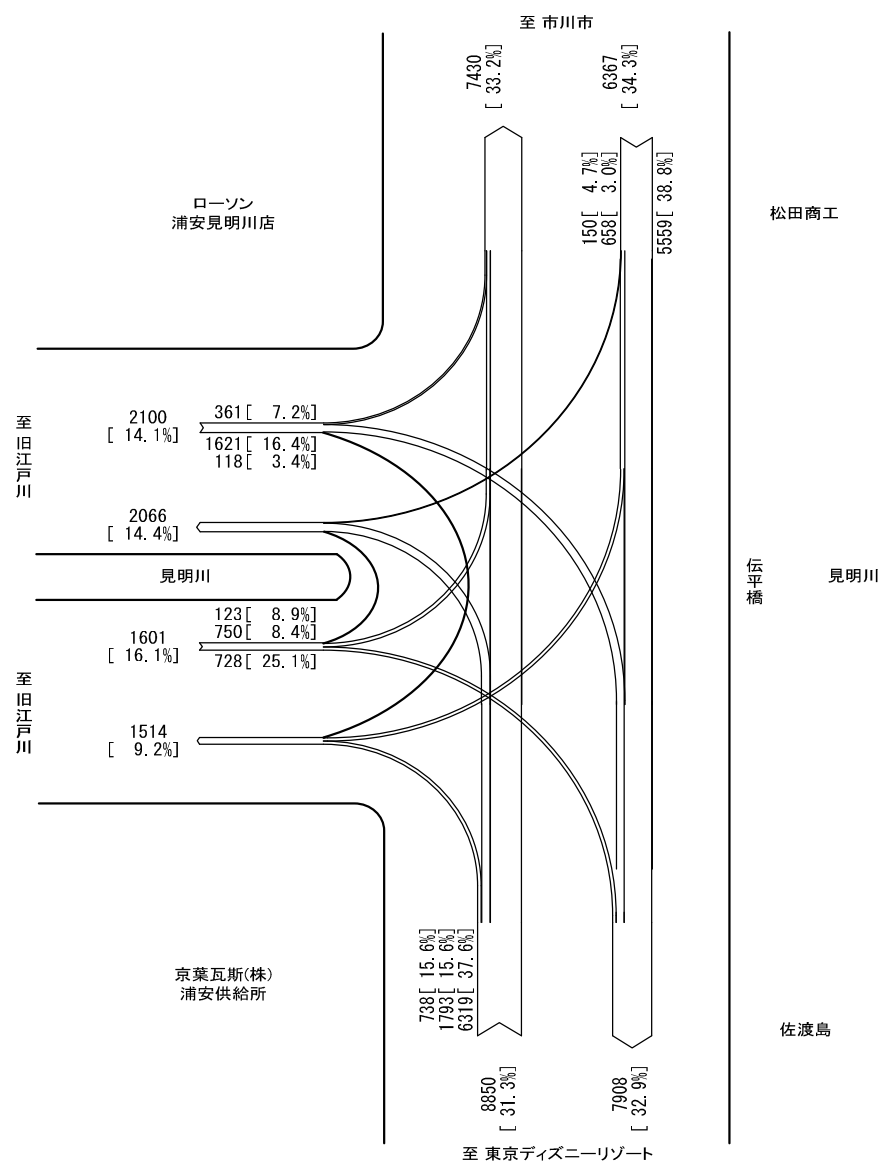 至 市川市
7430
[ 33.2%]
6367
[ 34.3%]
150[ 4.7%]
658[ 3.0%]
5559[ 38.8%]
ローソン
浦安見明川店
松田商工
至 旧江戸川
2100
[ 14.1%]
361[ 7.2%]
1621[ 16.4%]
118[ 3.4%]
2066
[ 14.4%]
見明川
伝平橋
見明川
123[ 8.9%]
750[ 8.4%]
728[ 25.1%]
1601
[ 16.1%]
至 旧江戸川
1514
[ 9.2%]
738[ 15.6%]
1793[ 15.6%]
6319[ 37.6%]
京葉瓦斯(株)
浦安供給所
佐渡島
8850
[ 31.3%]
7908
[ 32.9%]
至 東京ディズニーリゾート